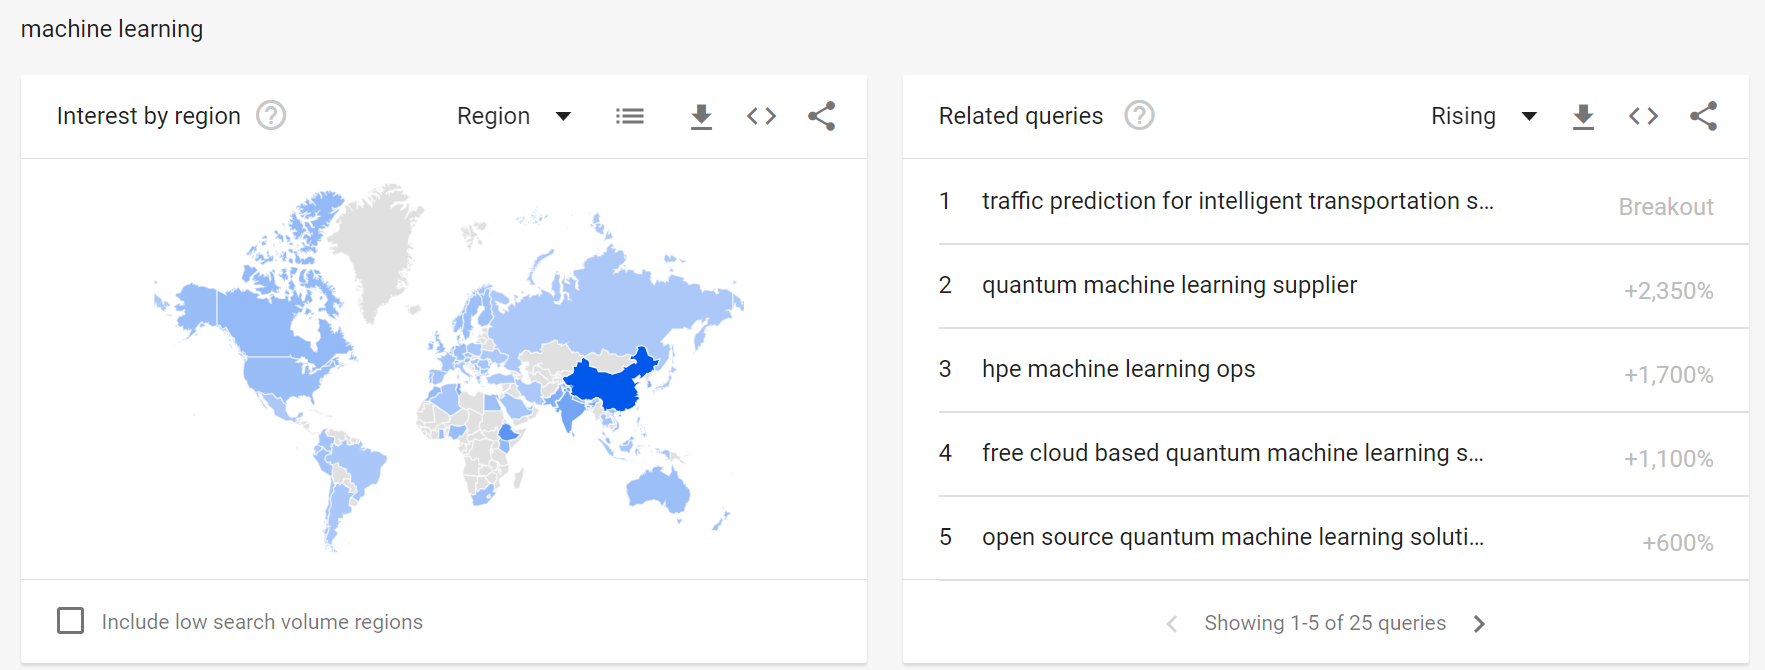 machine learning
Interest by region
Region
Related queries
Rising
1 traffic prediction for intelligent transportation s... Breakout
2 quantum machine learning supplier +2,350%
3 hpe machine learning ops +1,700%
4 free cloud based quantum machine learning s... +1,100%
5 open source quantum machine learning soluti... +600%
Include low search volume regions
Showing 1-5 of 25 queries